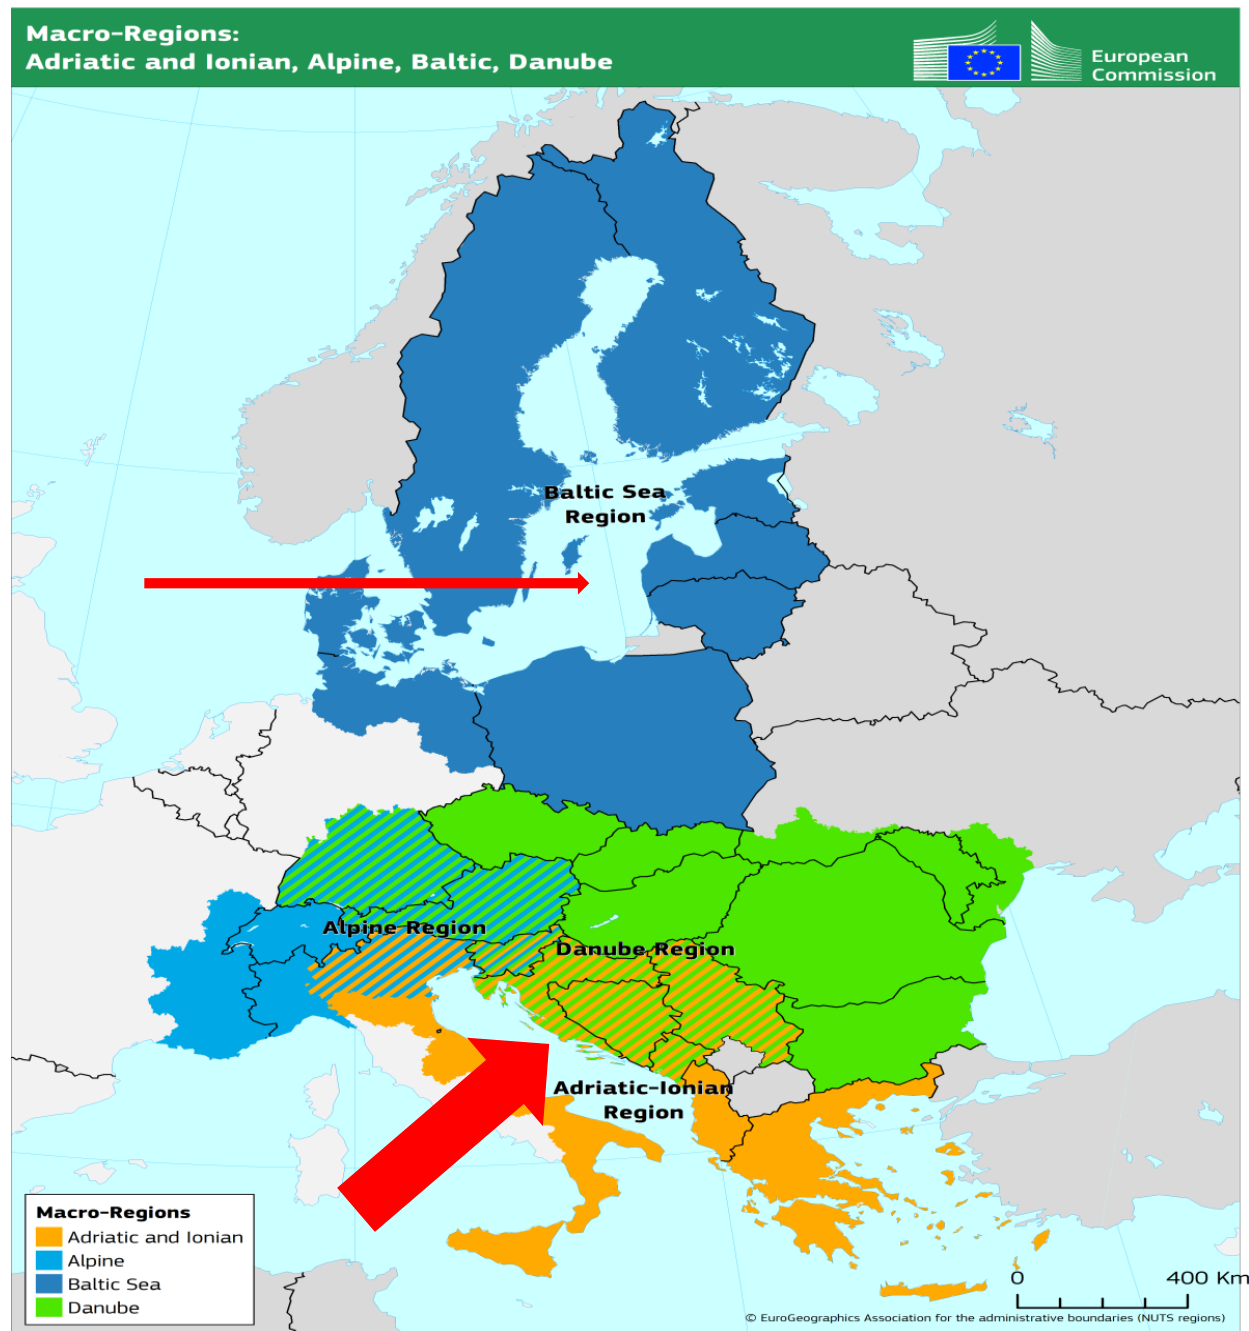 Macro-Regions:
Adriatic and Ionian, Alpine, Baltic, Danube
European
Commission
Baltic Sea
Region
Alpine Region
Danube Region
Adriatic-Ionian
Region
Macro-Regions
Adriatic and Ionian
Alpine
Baltic Sea
Danube
0 400 Km
© EuroGeographics Association for the administrative boundaries (NUTS regions)